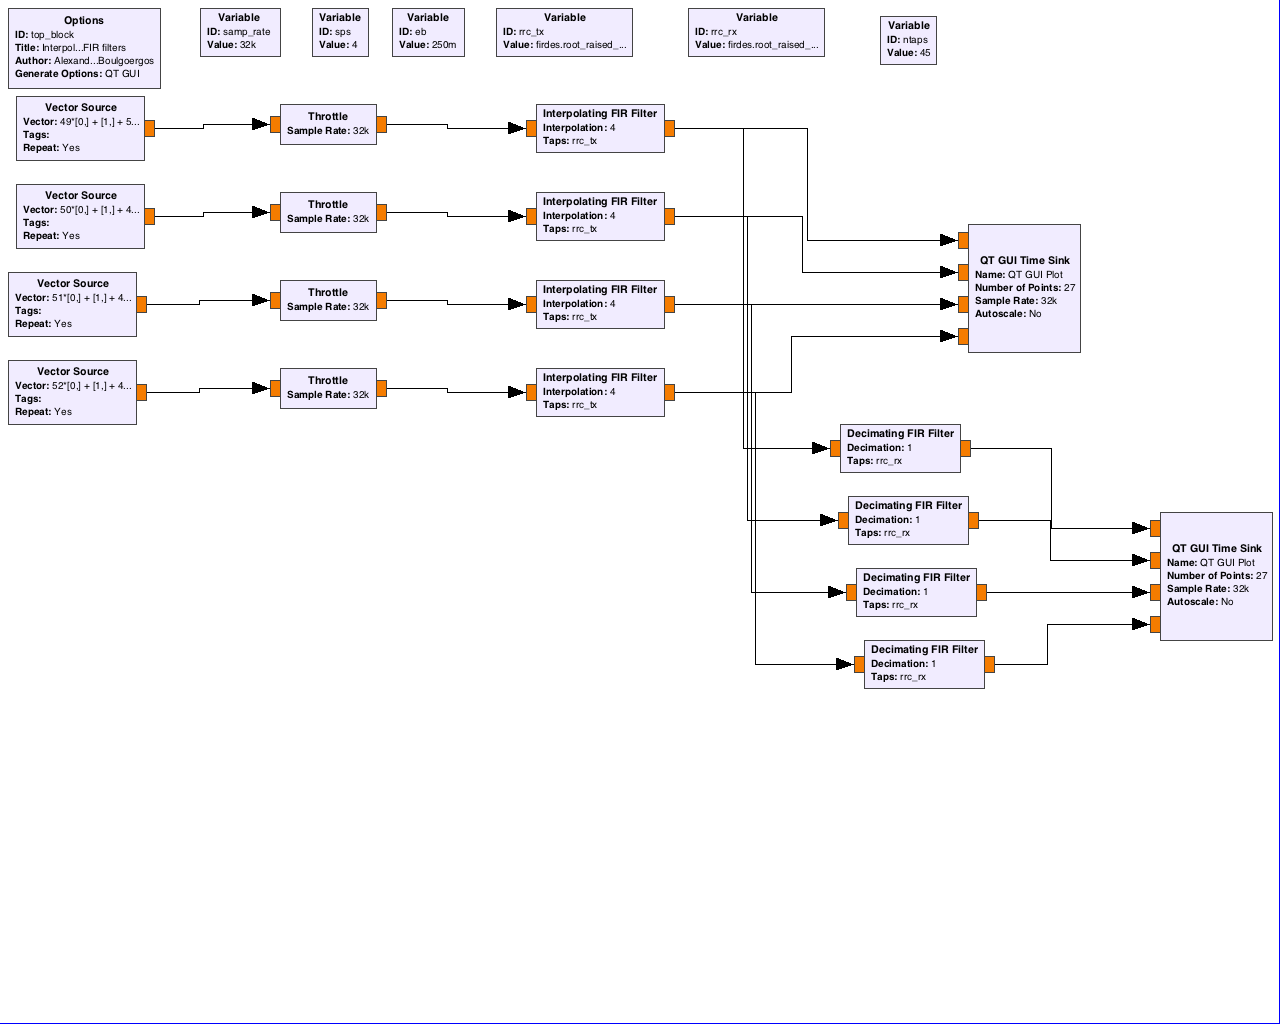 Options
ID: top_block
Title: Interpol...FIR filters
Author: Alexand...Boulgoergos
Generate Options: QT GUI
Variable
ID: samp_rate
Value: 32k
Variable
ID: sps
Value: 4
Variable
ID: eb
Value: 250m
Variable
ID: rrc_tx
Value: firdes.root_raised_...
Variable
ID: rrc_rx
Value: firdes.root_raised_...
Variable
ID: ntaps
Value: 45
Vector Source
Vector: 49*[0,] + [1,] + 5...
Tags:
Repeat: Yes
Throttle
Sample Rate: 32k
Interpolating FIR Filter
Interpolation: 4
Taps: rrc_tx
Vector Source
Vector: 50*[0,] + [1,] + 4...
Tags:
Repeat: Yes
Throttle
Sample Rate: 32k
Interpolating FIR Filter
Interpolation: 4
Taps: rrc_tx
Vector Source
Vector: 51*[0,] + [1,] + 4...
Tags:
Repeat: Yes
Throttle
Sample Rate: 32k
Interpolating FIR Filter
Interpolation: 4
Taps: rrc_tx
QT GUI Time Sink
Name: QT GUI Plot
Number of Points: 27
Sample Rate: 32k
Autoscale: No
Vector Source
Vector: 52*[0,] + [1,] + 4...
Tags:
Repeat: Yes
Throttle
Sample Rate: 32k
Interpolating FIR Filter
Interpolation: 4
Taps: rrc_tx
Decimating FIR Filter
Decimation: 1
Taps: rrc_rx
Decimating FIR Filter
Decimation: 1
Taps: rrc_rx
Decimating FIR Filter
Decimation: 1
Taps: rrc_rx
Decimating FIR Filter
Decimation: 1
Taps: rrc_rx
QT GUI Time Sink
Name: QT GUI Plot
Number of Points: 27
Sample Rate: 32k
Autoscale: No